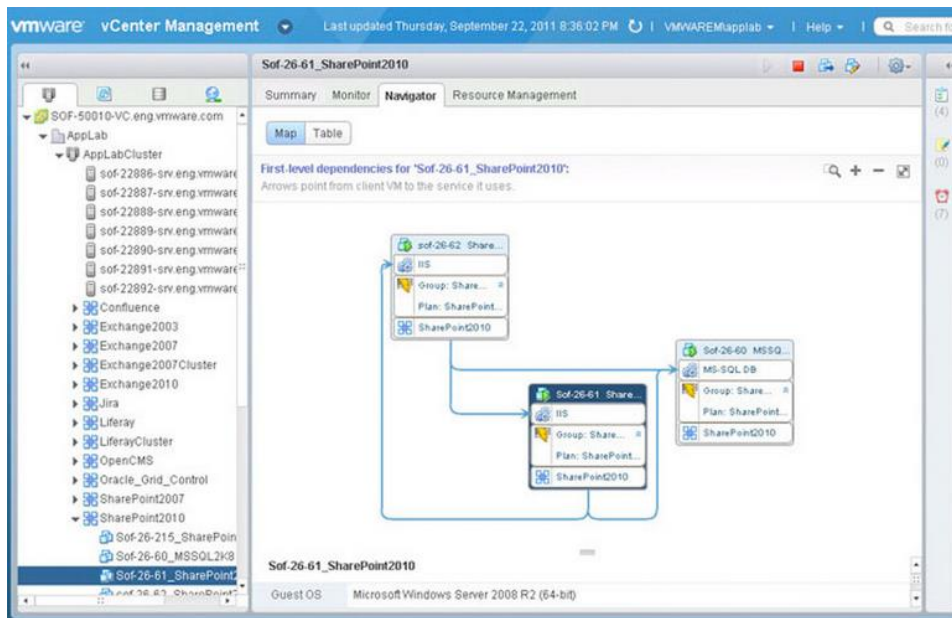 vmware vCenter Management
Last updated Thursday, September 22, 2011 8:36:02 PM | VMWAREM\applab | Help | Search fo
Sof-26-61_SharePoint2010
Summary Monitor Navigator Resource Management
Map Table
First-level dependencies for 'Sof-26-61_SharePoint2010':
Arrows point from client VM to the service it uses.
SOF-50010-VC.eng.vmware.com
AppLab
AppLabCluster
sof-22886-srv.eng.vmware
sof-22887-srv.eng.vmware
sof-22888-srv.eng.vmware
sof-22889-srv.eng.vmware
sof-22890-srv.eng.vmware
sof-22891-srv.eng.vmware
sof-22892-srv.eng.vmware
Confluence
Exchange2003
Exchange2007
Exchange2007Cluster
Exchange2010
Jira
Liferay
LiferayCluster
OpenCMS
Oracle_Grid_Control
SharePoint2007
SharePoint2010
Sof-26-215_SharePoin
Sof-26-60_MSSQL2K8
Sof-26-61_SharePoint2
sof-26-62 Share...
IIS
Group: Share...
Plan: SharePoint...
SharePoint2010
Sof-26-61 Share...
IIS
Group: Share...
Plan: SharePoint...
SharePoint2010
Sof-26-60 MSSQ...
MS-SQL DB
Group: Share...
Plan: SharePoint...
SharePoint2010
Sof-26-61_SharePoint2010
Guest OS Microsoft Windows Server 2008 R2 (64-bit)
(4)
(0)
(7)